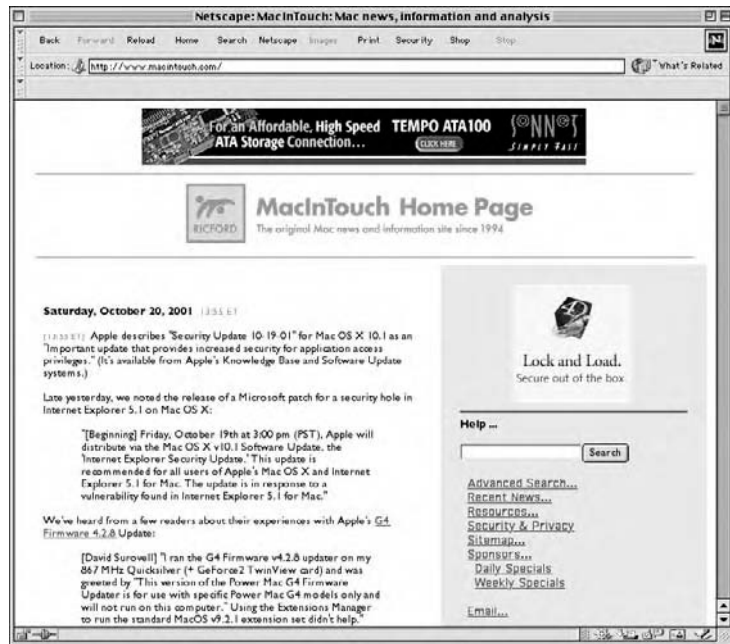 Netscape: MacInTouch: Mac news, information and analysis
Back Forward Reload Home Search Netscape Images Print Security Shop Stop
Location: http://www.macintouch.com/ What's Related
For an Affordable, High Speed
ATA Storage Connection...
TEMPO ATA100
CLICK HERE
SONNET
SIMPLY FAST
RICFORD
MacInTouch Home Page
The original Mac news and information site since 1994
Saturday, October 20, 2001 13:55 ET
[13:55 ET] Apple describes "Security Update 10-19-01" for Mac OS X 10.1 as an
"Important update that provides increased security for application access
privileges." (It's available from Apple's Knowledge Base and Software Update
systems.)
Late yesterday, we noted the release of a Microsoft patch for a security hole in
Internet Explorer 5.1 on Mac OS X:
"[Beginning] Friday, October 19th at 3:00 pm (PST), Apple will
distribute via the Mac OS X v10.1 Software Update, the
'Internet Explorer Security Update.' This update is
recommended for all users of Apple's Mac OS X and Internet
Explorer 5.1 for Mac. The update is in response to a
vulnerability found in Internet Explorer 5.1 for Mac."
We've heard from a few readers about their experiences with Apple's G4
Firmware 4.2.8 Update:
[David Surovell] "I ran the G4 Firmware v4.2.8 updater on my
867 MHz Quicksilver (+ GeForce2 TwinView card) and was
greeted by "This version of the Power Mac G4 Firmware
Updater is for use with specific Power Mac G4 models only and
will not run on this computer." Using the Extensions Manager
to run the standard MacOS v9.2.1 extension set didn't help."
Lock and Load.
Secure out of the box.
Help ...
Search
Advanced Search...
Recent News...
Resources...
Security & Privacy
Sitemap...
Sponsors...
Daily Specials
Weekly Specials
Email...